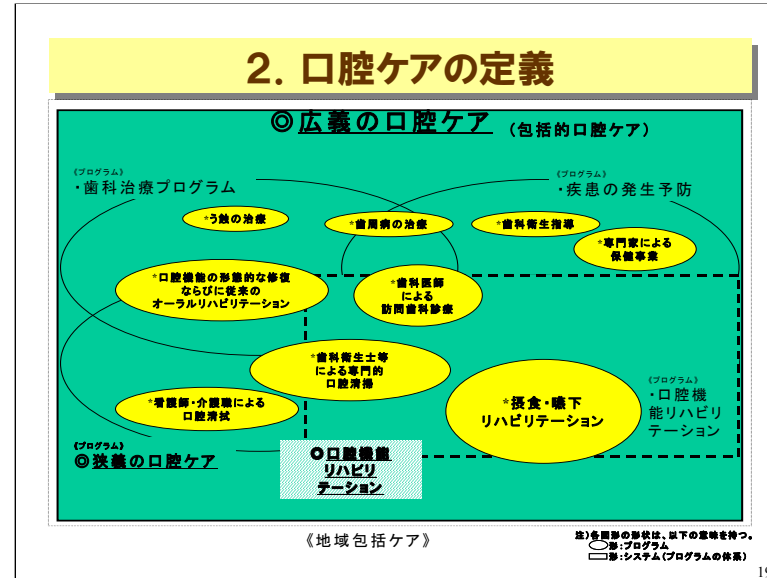 ２．口腔ケアの定義
◎広義の口腔ケア （包括的口腔ケア）
《プログラム》
・歯科治療プログラム
《プログラム》
・疾患の発生予防
*う蝕の治療
*歯周病の治療
*歯科衛生指導
*専門家による
保健事業
*口腔機能の形態的な修復
ならびに従来の
オーラルリハビリテーション
*歯科医師
による
訪問歯科診療
*歯科衛生士等
による専門的
口腔清掃
*摂食・嚥下
リハビリテーション
《プログラム》
・口腔機
能リハビリ
テーション
*看護師・介護職による
口腔清拭
《プログラム》
◎狭義の口腔ケア
◎口腔機能
リハビリ
テーション
《地域包括ケア》
注）各図形の形状は、以下の意味を持つ。
形：プログラム
形：システム（プログラムの体系）